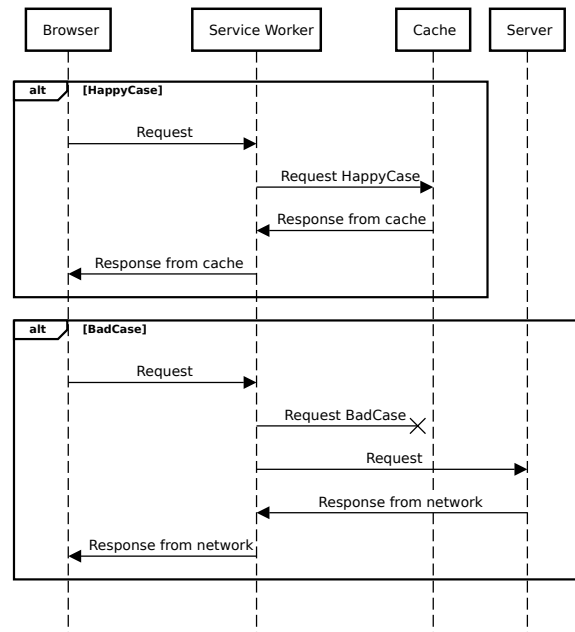 Browser
Service Worker
Cache
Server
alt [HappyCase]
Request
Request HappyCase
Response from cache
Response from cache
alt [BadCase]
Request
Request BadCase
Request
Response from network
Response from network